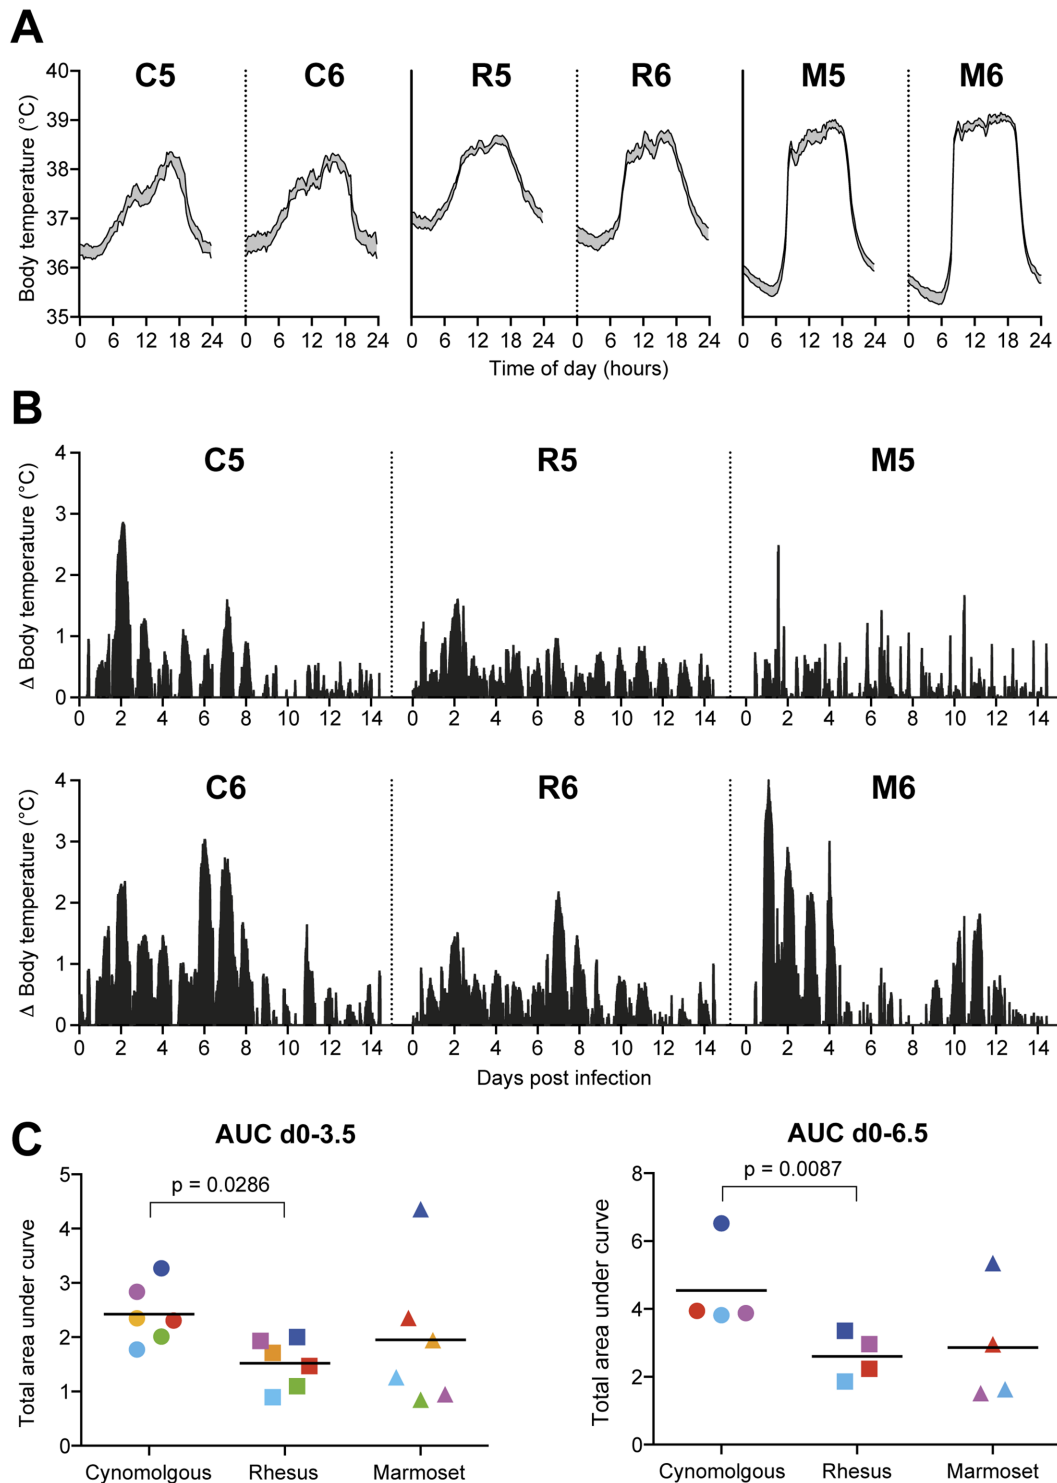 A
C5 C6 R5 R6 M5 M6
Body temperature (°C)
40
39
38
37
36
35
0 6 12 18 24 0 6 12 18 24 0 6 12 18 24 0 6 12 18 24 0 6 12 18 24 0 6 12 18 24
Time of day (hours)
B
C5 R5 M5
Δ Body temperature (°C)
4
3
2
1
0
0 2 4 6 8 10 12 14 0 2 4 6 8 10 12 14 0 2 4 6 8 10 12 14
C6 R6 M6
Δ Body temperature (°C)
4
3
2
1
0
0 2 4 6 8 10 12 14 0 2 4 6 8 10 12 14 0 2 4 6 8 10 12 14
Days post infection
C
AUC d0-3.5
p = 0.0286
Total area under curve
5
4
3
2
1
0
Cynomolgous Rhesus Marmoset
AUC d0-6.5
p = 0.0087
Total area under curve
8
6
4
2
0
Cynomolgous Rhesus Marmoset